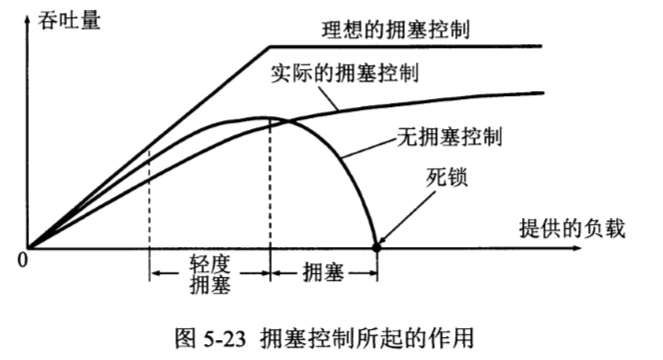 吞吐量
理想的拥塞控制
实际的拥塞控制
无拥塞控制
死锁
提供的负载
0
轻度
拥塞
拥塞
图 5-23 拥塞控制所起的作用